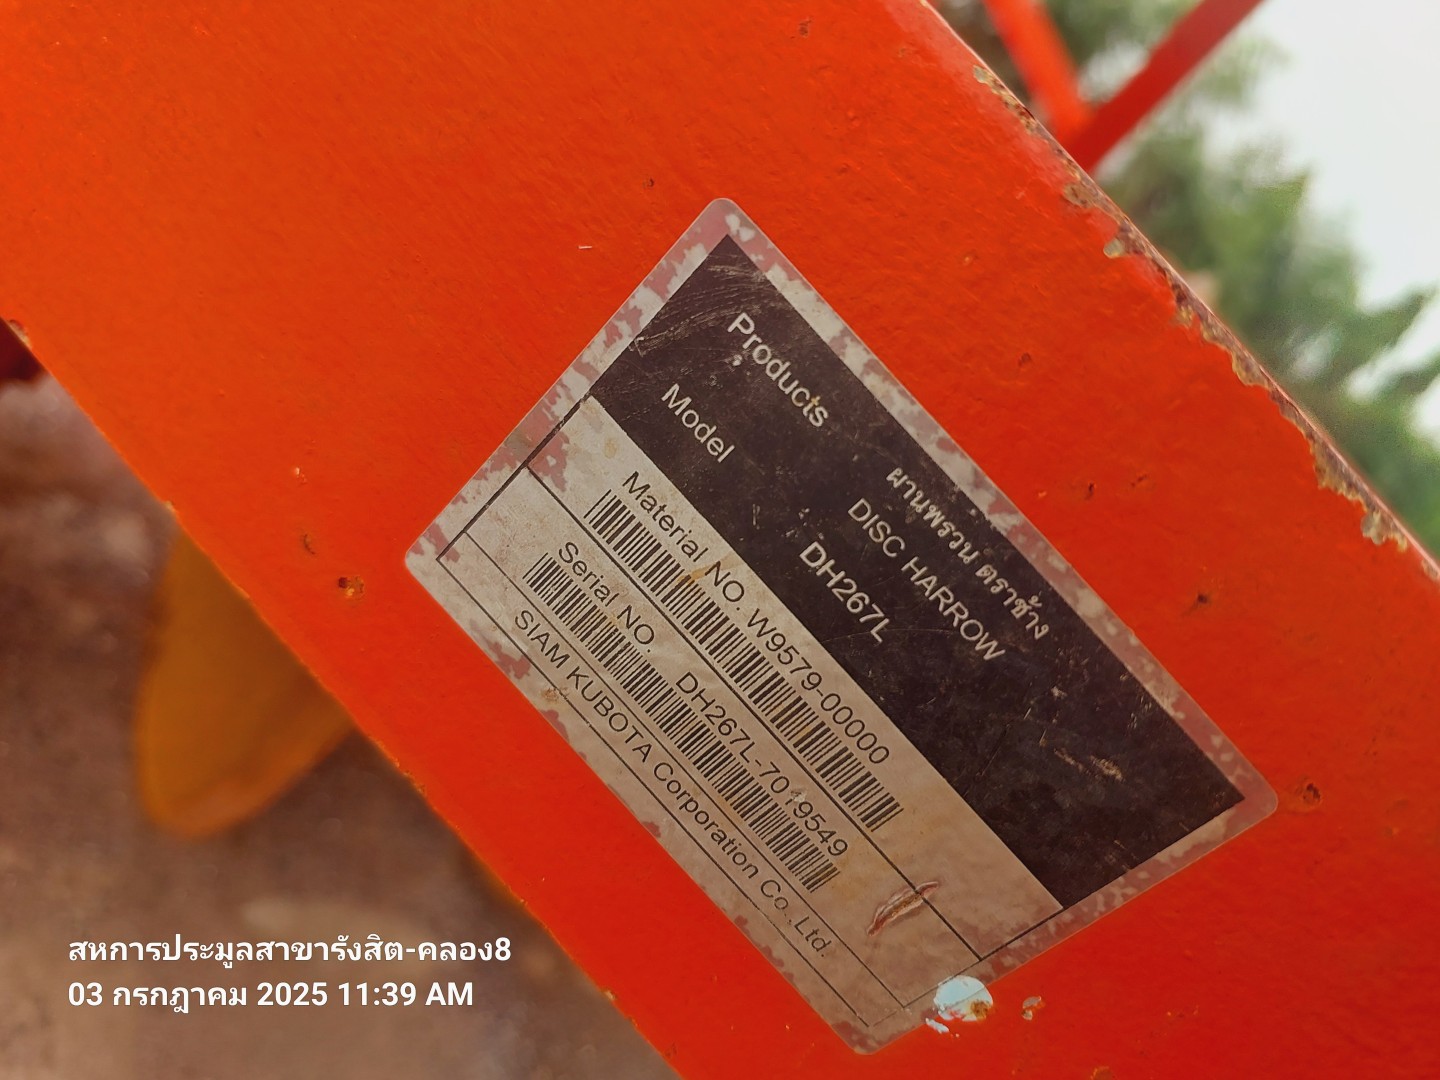 Products
ผานพรวน ตราช้าง
DISC HARROW
Model
DH267L
Material NO. W9579-00000
Serial NO. DH267L-7019549
SIAM KUBOTA Corporation Co.,Ltd.
สหการประมูลสาขารังสิต-คลอง8
03 กรกฎาคม 2025 11:39 AM